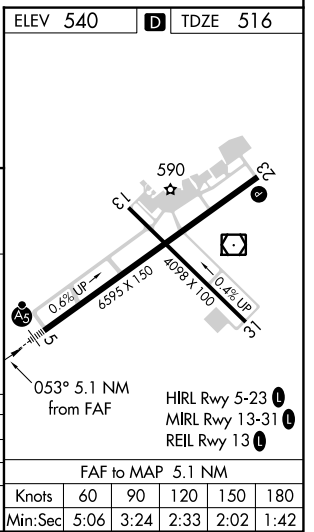 ELEV 540 D TDZE 516
590
23
P
13
0.6% UP
6595 X 150
4098 X 100
0.4% UP
A5
5
31
053° 5.1 NM
from FAF
HIRL Rwy 5-23 L
MIRL Rwy 13-31 L
REIL Rwy 13 L
FAF to MAP 5.1 NM
Knots 60 90 120 150 180
Min:Sec 5:06 3:24 2:33 2:02 1:42